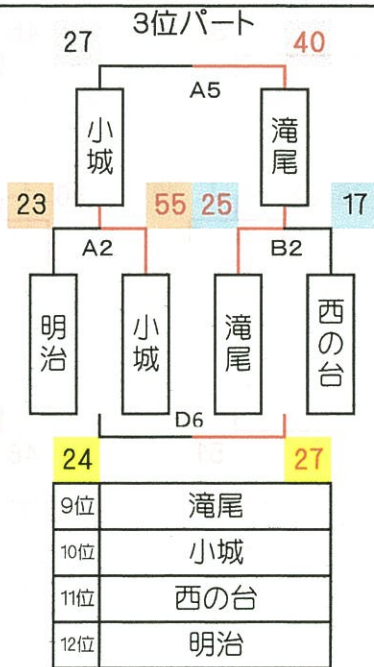 3位パート
27 40
A5
小城 滝尾
23 55 25 17
A2 B2
明治 小城 滝尾 西の台
D6
24 27
9位 滝尾
10位 小城
11位 西の台
12位 明治